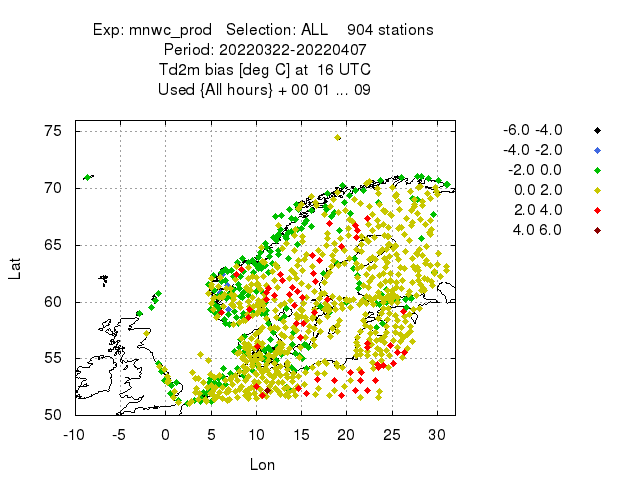 Exp: mnwc_prod   Selection: ALL    904 stations
Period: 20220322-20220407
Td2m bias [deg C] at  16 UTC
Used {All hours} + 00 01 ... 09
-6.0 -4.0
-4.0 -2.0
-2.0 0.0
0.0 2.0
2.0 4.0
4.0 6.0
75
70
65
60
55
50
Lat
-10 -5 0 5 10 15 20 25 30
Lon